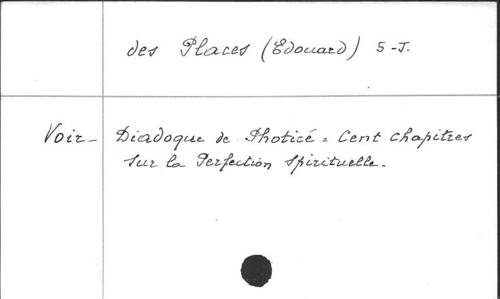 des Places (Edouard) S-J.
Voir - Diadoque de Photicé = Cent Chapitres
sur la Perfection Spirituelle.